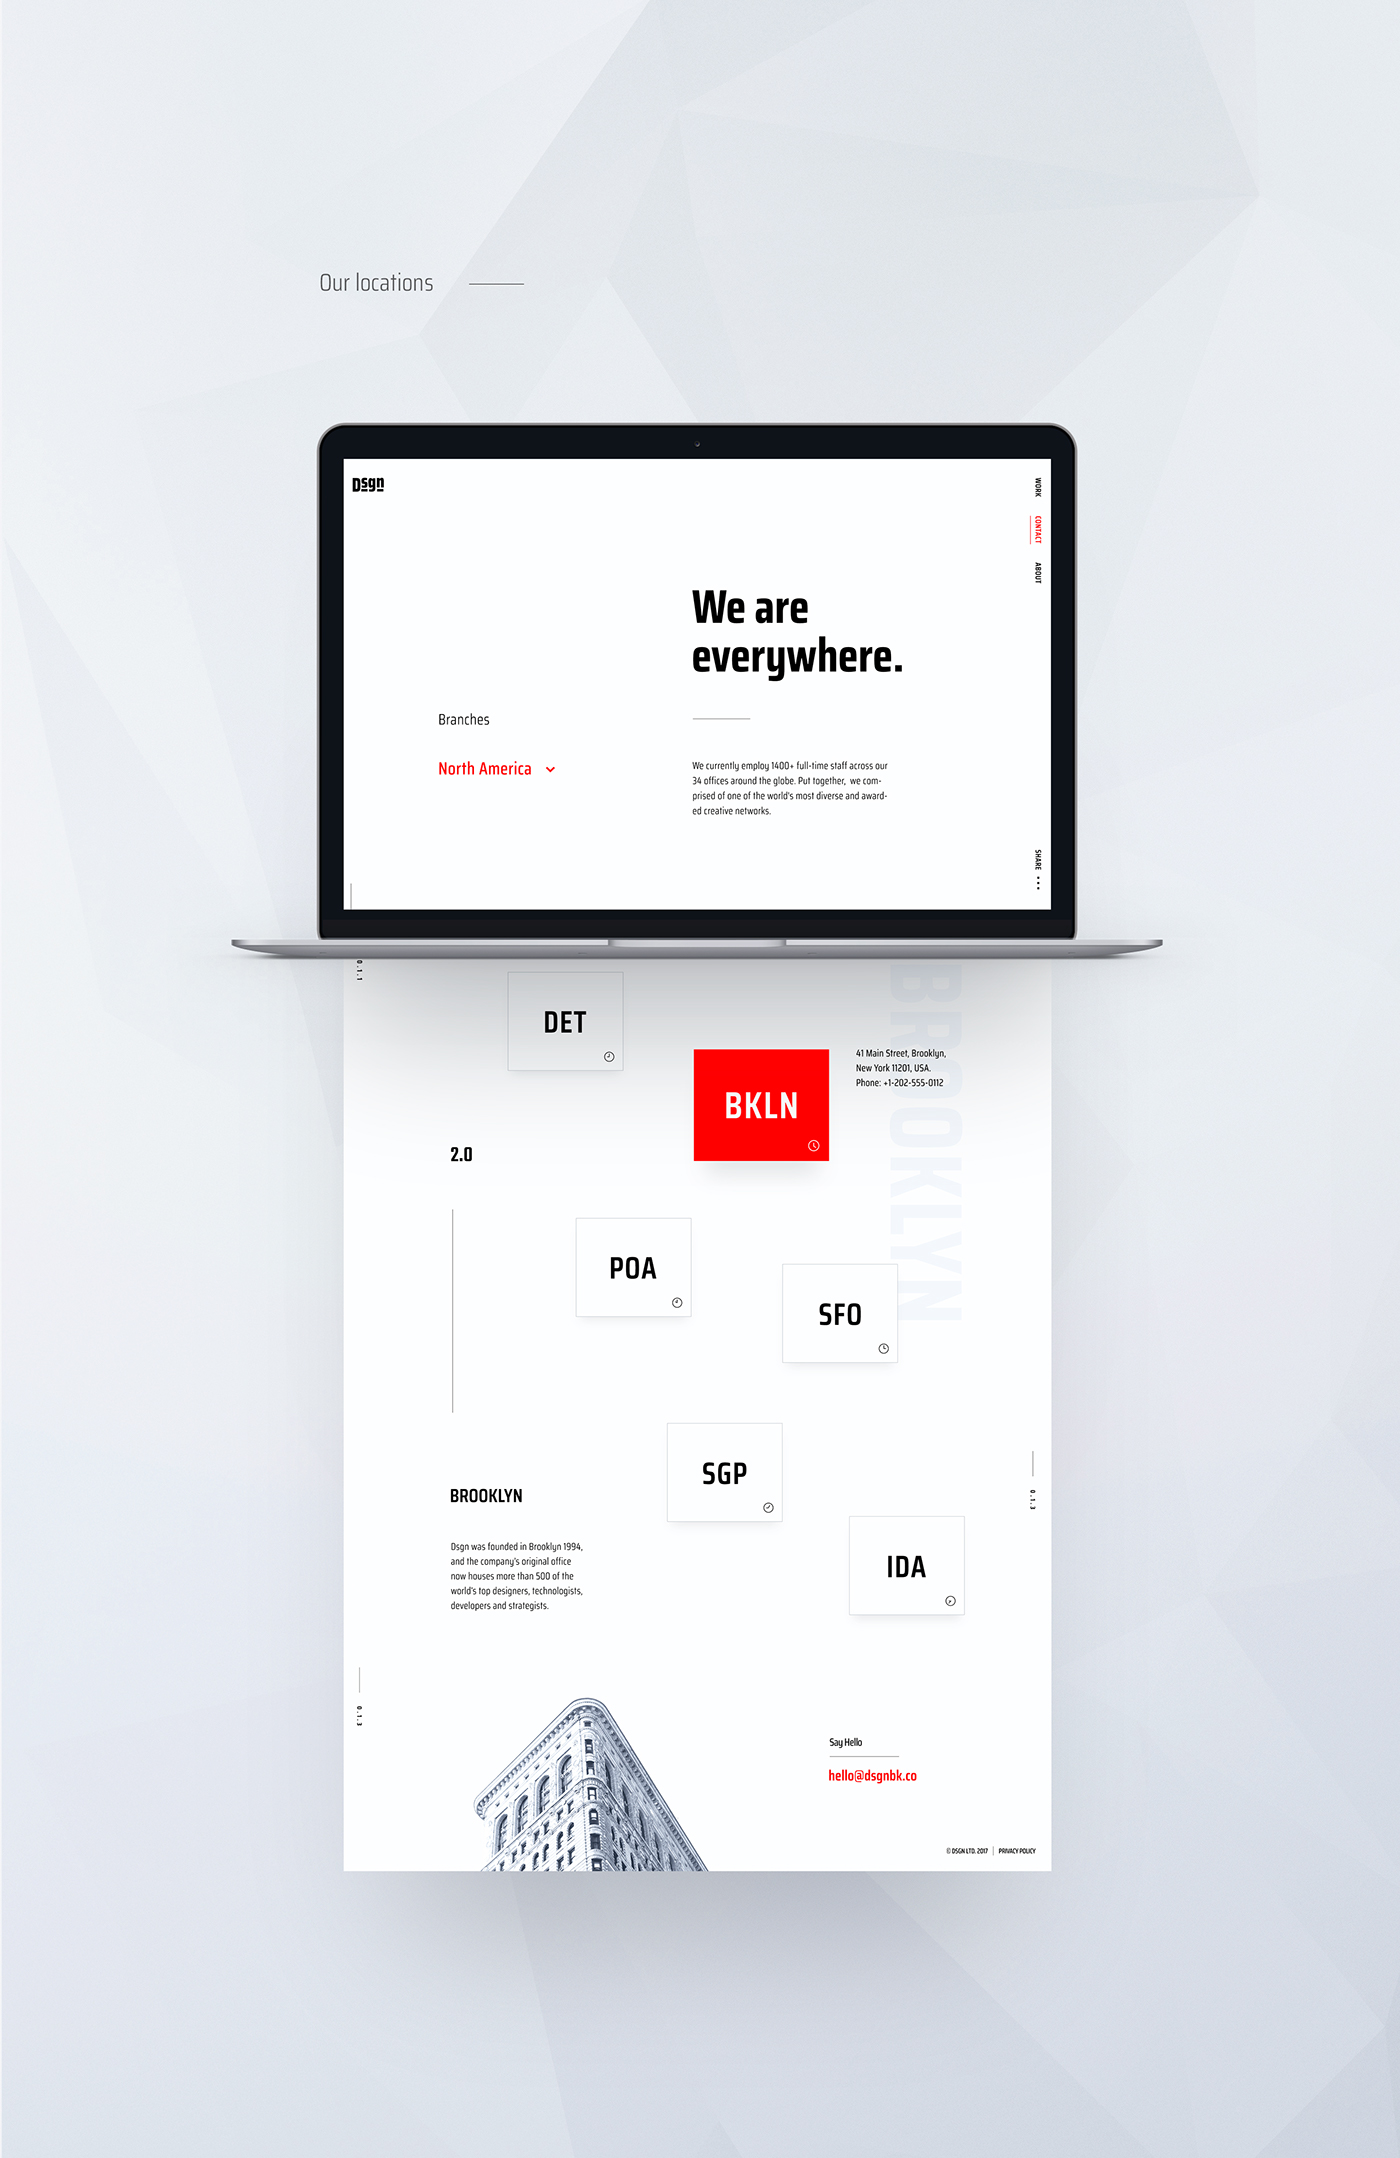 Our locations
Dsgn
WORK
CONTACT
ABOUT
We are
everywhere.
Branches
North America
We currently employ 1400+ full-time staff across our
34 offices around the globe. Put together, we com-
prised of one of the world's most diverse and award-
ed creative networks.
SHARE
0.1.1
DET
BROOKLYN
BKLN
41 Main Street, Brooklyn,
New York 11201, USA.
Phone: +1-202-555-0112
2.0
POA
SFO
SGP
BROOKLYN
0.1.3
IDA
Dsgn was founded in Brooklyn 1994,
and the company's original office
now houses more than 500 of the
world's top designers, technologists,
developers and strategists.
0.1.3
Say Hello
hello@dsgnbk.co
© DSGN LTD. 2017 | PRIVACY POLICY